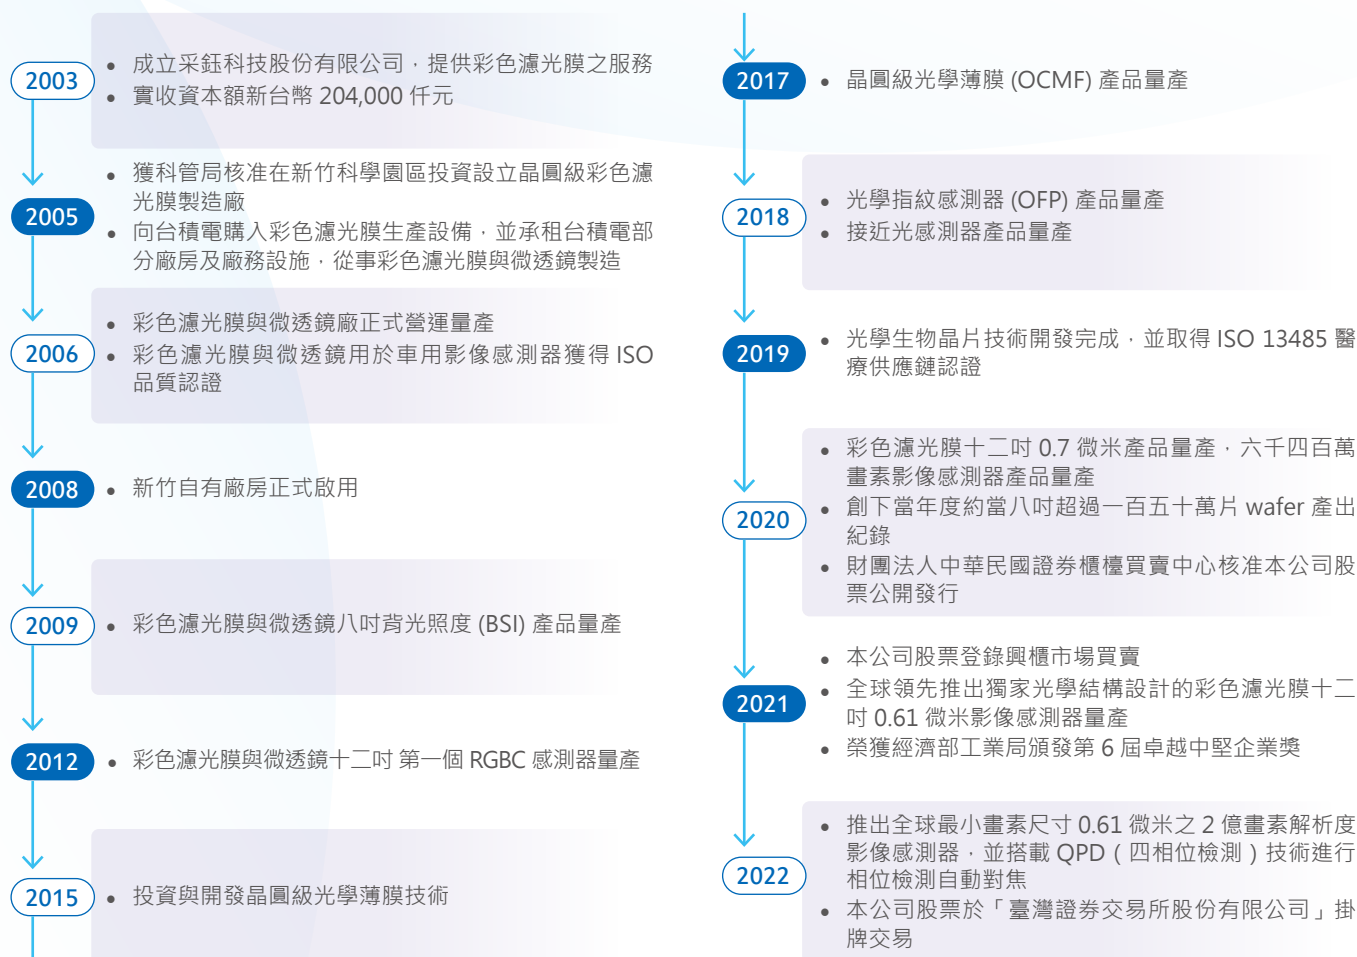 2003
成立采鈺科技股份有限公司，提供彩色濾光膜之服務
實收資本額新台幣 204,000 仟元
2005
獲科管局核准在新竹科學園區投資設立晶圓級彩色濾
光膜製造廠
向台積電購入彩色濾光膜生產設備，並承租台積電部
分廠房及廠務設施，從事彩色濾光膜與微透鏡製造
2006
彩色濾光膜與微透鏡廠正式營運量產
彩色濾光膜與微透鏡用於車用影像感測器獲得 ISO
品質認證
2008
新竹自有廠房正式啟用
2009
彩色濾光膜與微透鏡八吋背光照度 (BSI) 產品量產
2012
彩色濾光膜與微透鏡十二吋 第一個 RGBC 感測器量產
2015
投資與開發晶圓級光學薄膜技術
2017
晶圓級光學薄膜 (OCMF) 產品量產
2018
光學指紋感測器 (OFP) 產品量產
接近光感測器產品量產
2019
光學生物晶片技術開發完成，並取得 ISO 13485 醫
療供應鏈認證
2020
彩色濾光膜十二吋 0.7 微米產品量產，六千四百萬
畫素影像感測器產品量產
創下當年度約當八吋超過一百五十萬片 wafer 產出
紀錄
財團法人中華民國證券櫃檯買賣中心核准本公司股
票公開發行
2021
本公司股票登錄興櫃市場買賣
全球領先推出獨家光學結構設計的彩色濾光膜十二
吋 0.61 微米影像感測器量產
榮獲經濟部工業局頒發第 6 屆卓越中堅企業獎
2022
推出全球最小畫素尺寸 0.61 微米之 2 億畫素解析度
影像感測器，並搭載 QPD（四相位檢測）技術進行
相位檢測自動對焦
本公司股票於「臺灣證券交易所股份有限公司」掛
牌交易